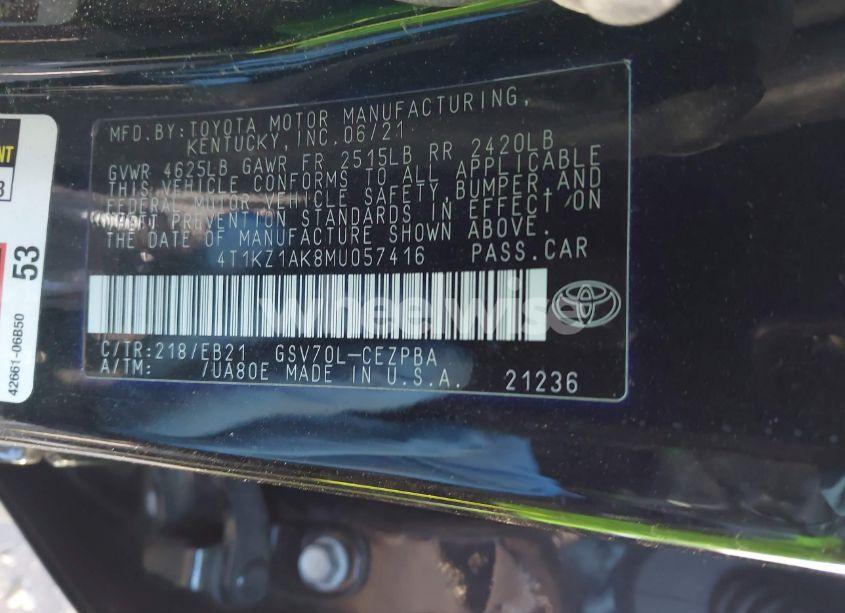 MFD.BY:TOYOTA MOTOR MANUFACTURING,
KENTUCKY, INC. 06/21
GVWR 4625LB GAWR FR 2515LB RR 2420LB
THIS VEHICLE CONFORMS TO ALL APPLICABLE
FEDERAL MOTOR VEHICLE SAFETY, BUMPER, AND
THEFT PREVENTION STANDARDS IN EFFECT ON
THE DATE OF MANUFACTURE SHOWN ABOVE.
4T1KZ1AK8MU057416 PASS.CAR
wheelwise
C/TR:218/EB21 GSV70L-CEZPBA
A/TM: /UA80E MADE IN U.S.A. 21236
53
42661-06B50